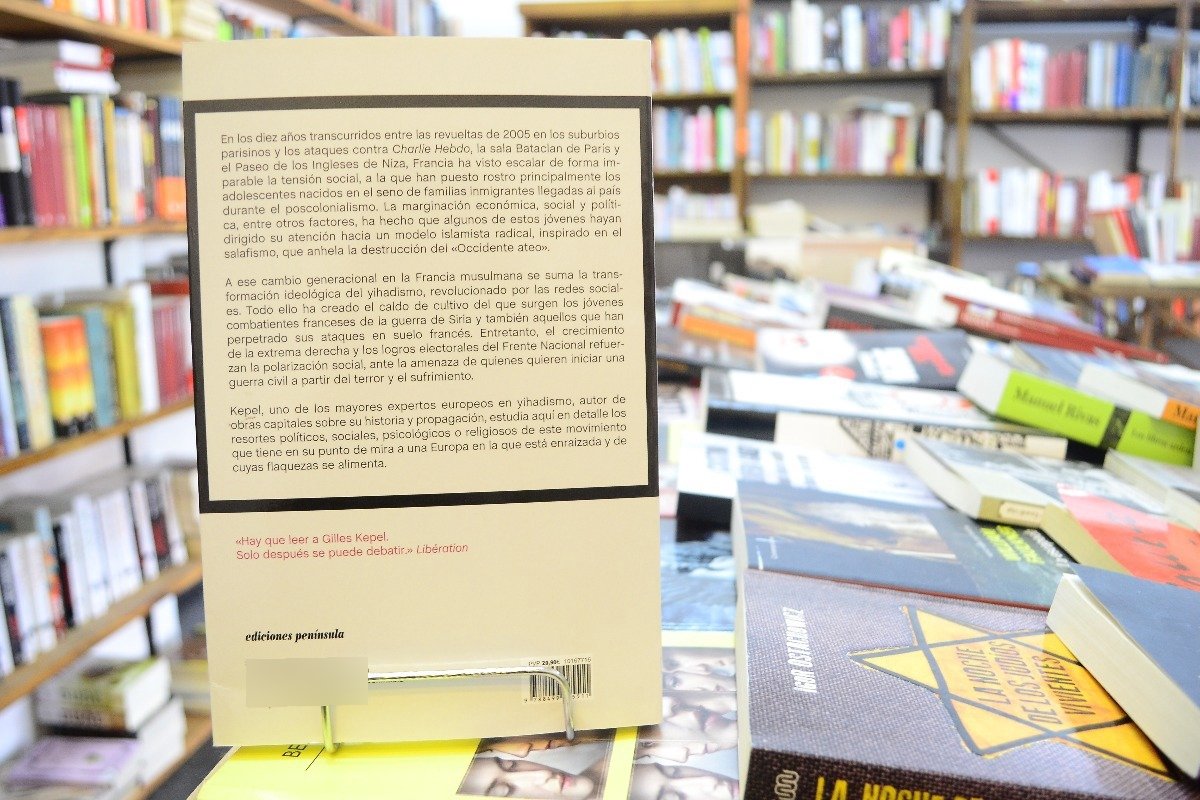 En los diez años transcurridos entre las revueltas de 2005 en los suburbios
parisinos y los ataques contra Charlie Hebdo, la sala Bataclan de París y
el Paseo de los Ingleses de Niza, Francia ha visto escalar de forma im-
parable la tensión social, a la que han puesto rostro principalmente los
adolescentes nacidos en el seno de familias inmigrantes llegadas al país
durante el poscolonialismo. La marginación económica, social y políti-
ca, entre otros factores, ha hecho que algunos de estos jóvenes hayan
dirigido su atención hacia un modelo islamista radical, inspirado en el
salafismo, que anhela la destrucción del «Occidente ateo».
A ese cambio generacional en la Francia musulmana se suma la trans-
formación ideológica del yihadismo, revolucionado por las redes social-
es. Todo ello ha creado el caldo de cultivo del que surgen los jóvenes
combatientes franceses de la guerra de Siria y también aquellos que han
perpetrado sus ataques en suelo francés. Entretanto, el crecimiento
de la extrema derecha y los logros electorales del Frente Nacional refuer-
zan la polarización social, ante la amenaza de quienes quieren iniciar una
guerra civil a partir del terror y el sufrimiento.
Kepel, uno de los mayores expertos europeos en yihadismo, autor de
obras capitales sobre su historia y propagación, estudia aquí en detalle los
resortes políticos, sociales, psicológicos o religiosos de este movimiento
que tiene en su punto de mira a una Europa en la que está enraizada y de
cuyas flaquezas se alimenta.
«Hay que leer a Gilles Kepel.
Solo después se puede debatir.» Libération
ediciones península
PVP 20,90€ 10167716
Manuel Rivas
LA NOCHE
DE LOS JUDÍOS
VIVIENTES